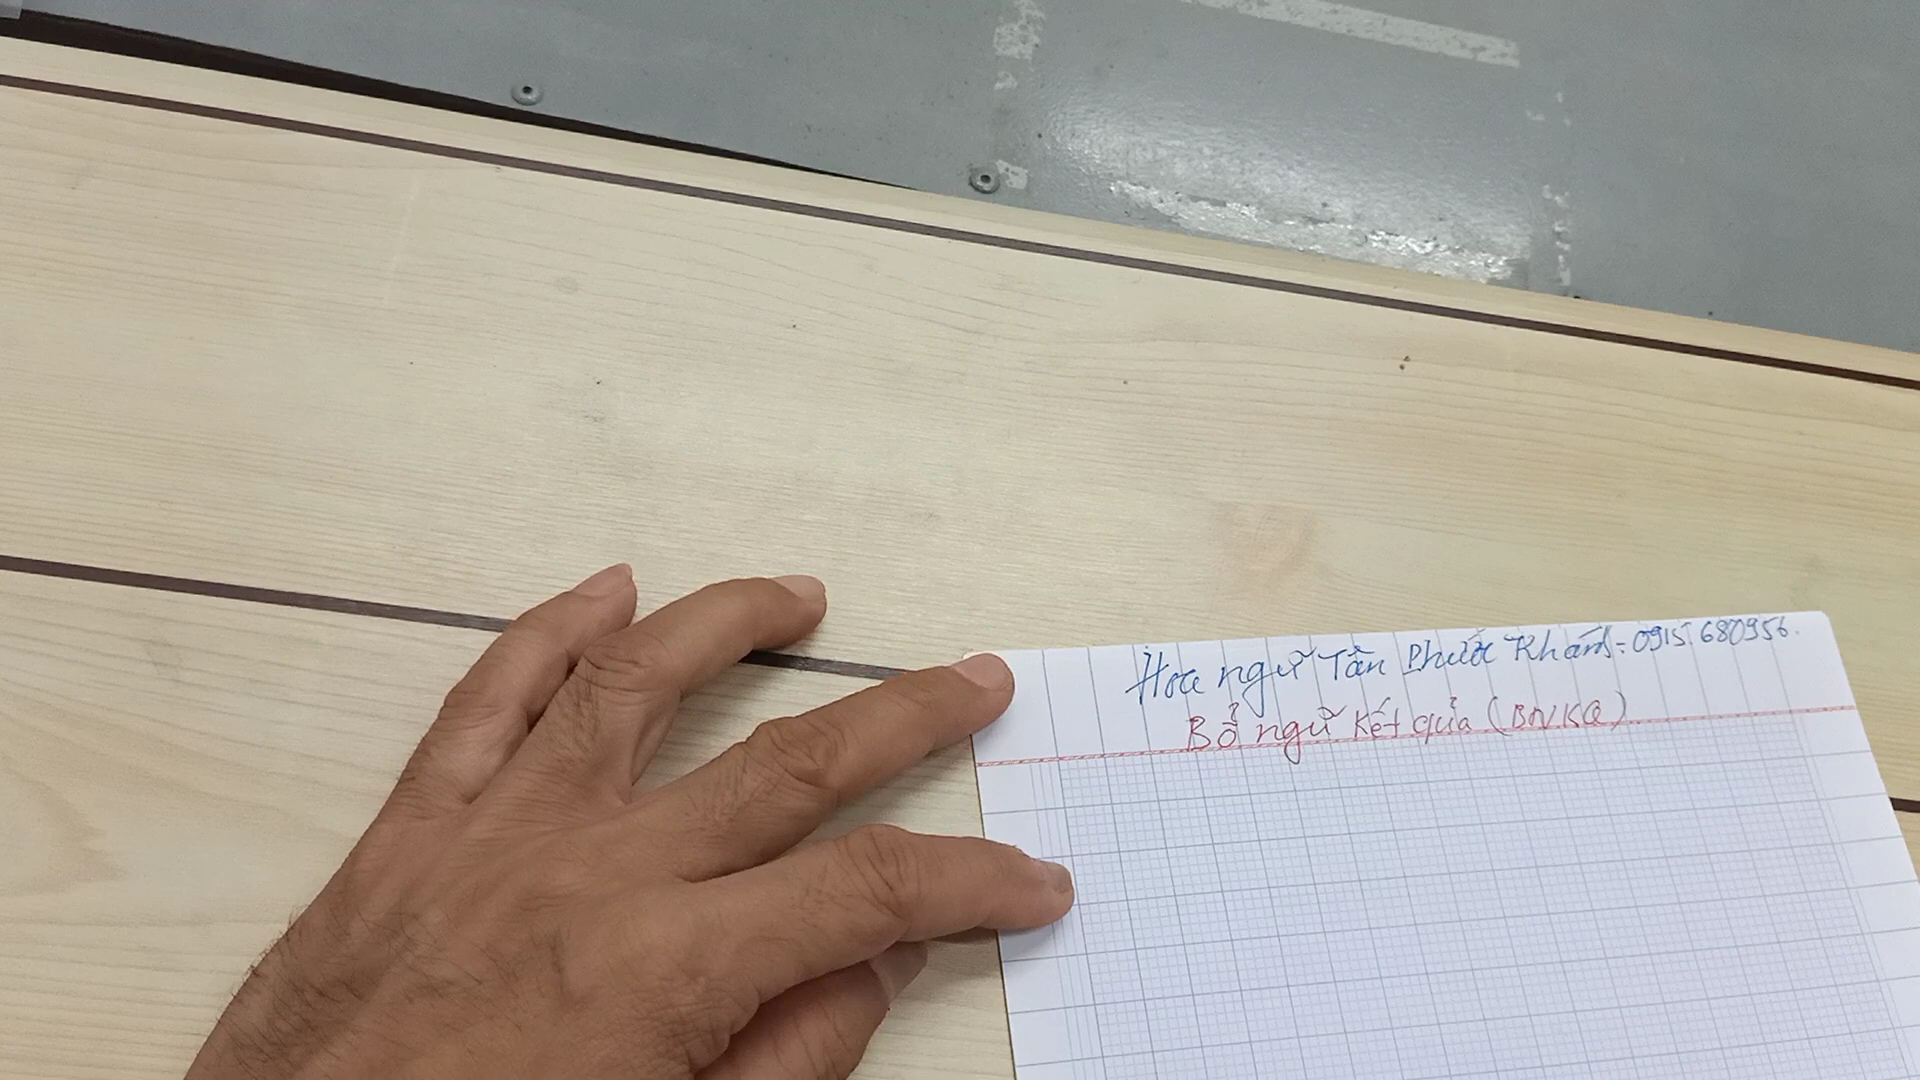 Hoa ngữ Tân Phước Khánh: 0915 680956.
Bổ ngữ kết quả (BNKQ)